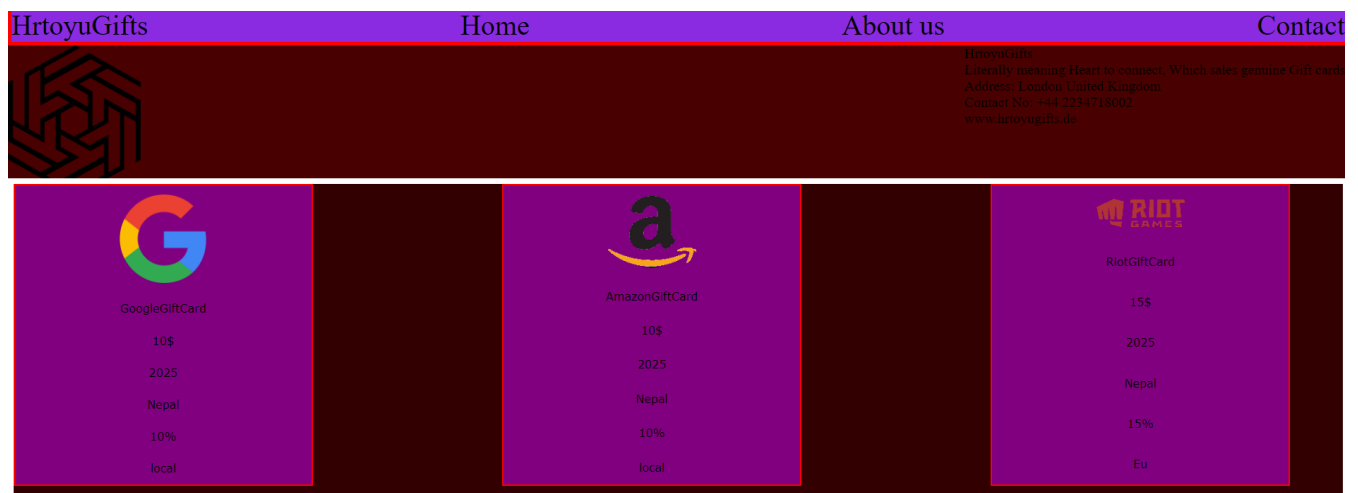 HrtoyuGifts Home About us Contact
HrtoyuGifts
Literally meaning Heart to connect, Which sales genuine Gift cards
Address: London United Kingdom
Contact No: +44 2234718002
www.hrtoyugifts.de
GoogleGiftCard
10$
2025
Nepal
10%
local
a
AmazonGiftCard
10$
2025
Nepal
10%
local
RIOT
GAMES
RiotGiftCard
15$
2025
Nepal
15%
Eu